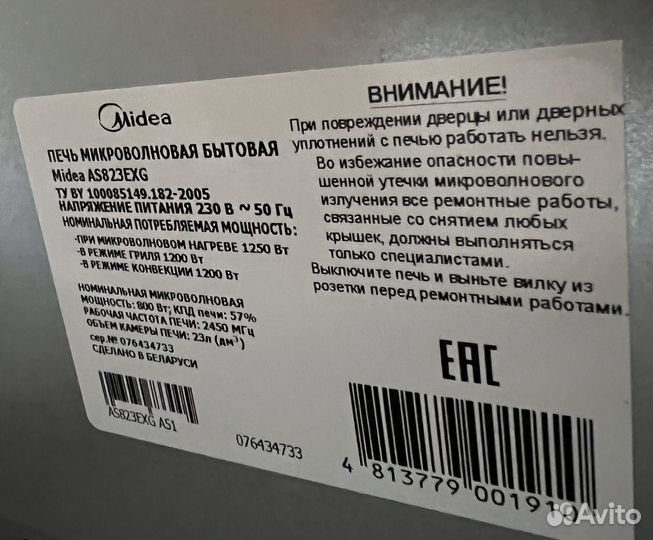 Midea
ПЕЧЬ МИКРОВОЛНОВАЯ БЫТОВАЯ
Midea AS823EXG
ТУ BY 100085149.182-2005
НАПРЯЖЕНИЕ ПИТАНИЯ 230 В ~ 50 Гц
НОМИНАЛЬНАЯ ПОТРЕБЛЯЕМАЯ МОЩНОСТЬ:
-ПРИ МИКРОВОЛНОВОМ НАГРЕВЕ 1250 Вт
-В РЕЖИМЕ ГРИЛЯ 1200 Вт
-В РЕЖИМЕ КОНВЕКЦИИ 1200 Вт
НОМИНАЛЬНАЯ МИКРОВОЛНОВАЯ
МОЩНОСТЬ: 800 Вт; КПД печи: 57%
РАБОЧАЯ ЧАСТОТА ПЕЧИ: 2450 МГц
ОБЪЕМ КАМЕРЫ ПЕЧИ: 23л (дм³)
сер.№ 076434733
СДЕЛАНО В БЕЛАРУСИ
AS823EXG AS1
076434733
ВНИМАНИЕ!
При повреждении дверцы или дверных
уплотнений с печью работать нельзя.
Во избежание опасности повы-
шенной утечки микроволнового
излучения все ремонтные работы,
связанные со снятием любых
крышек, должны выполняться
только специалистами.
Выключите печь и выньте вилку из
розетки перед ремонтными работами.
EAC
4 813779 001910
Avito